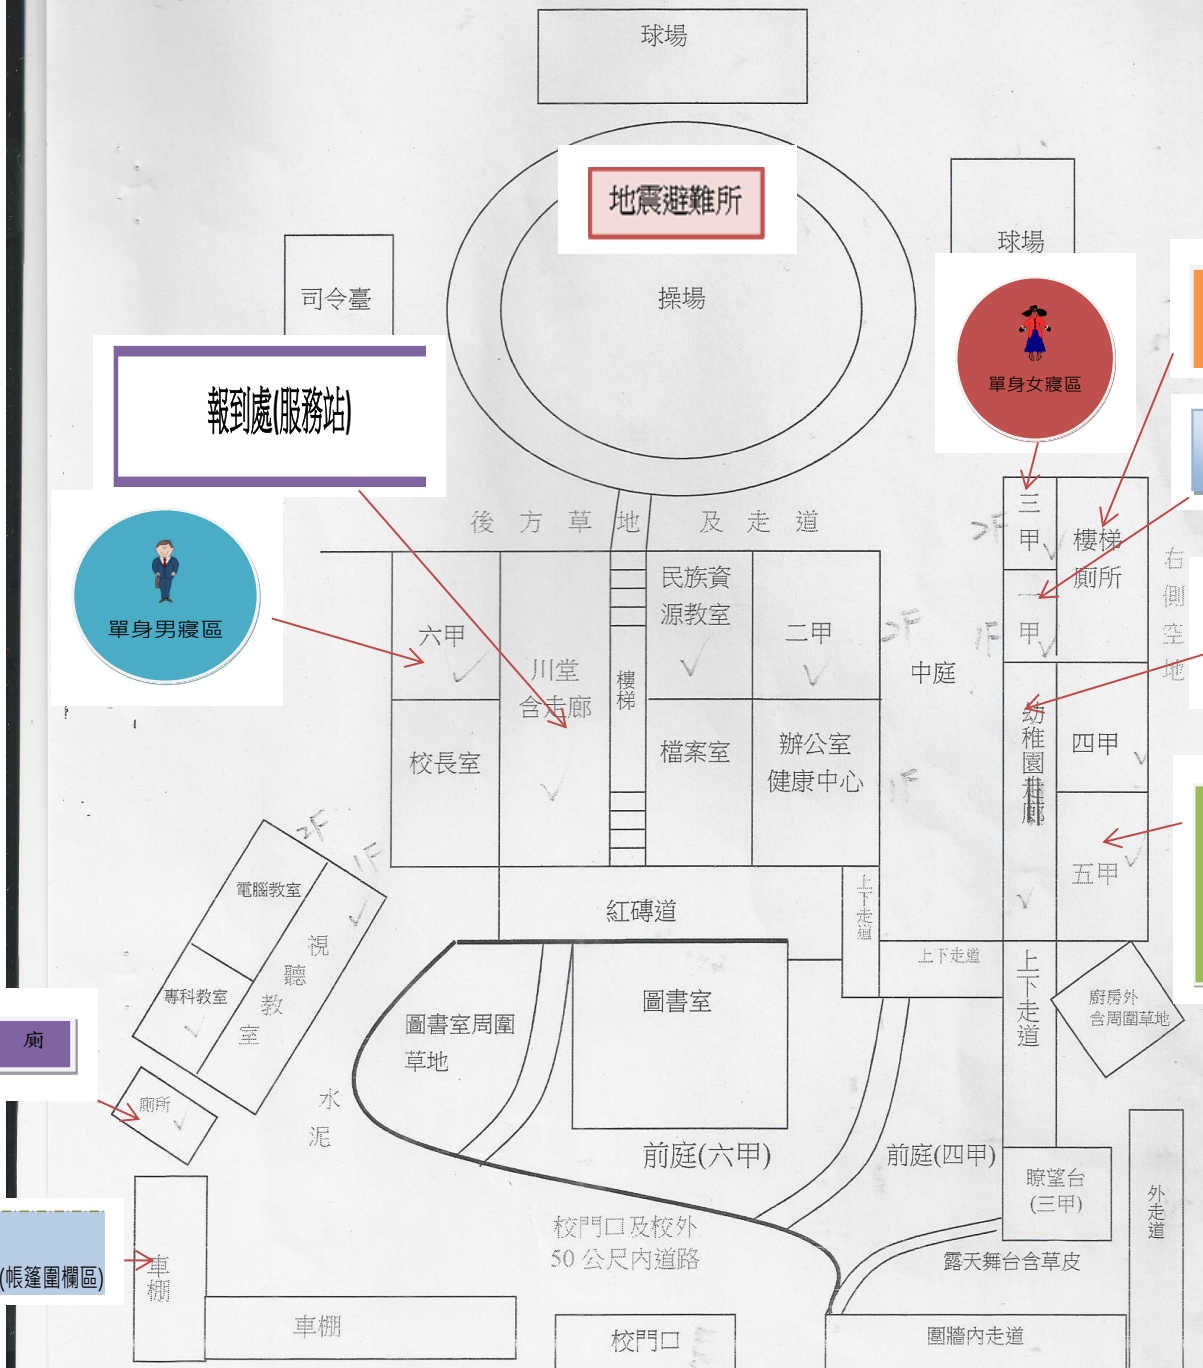 球場
地震避難所
球場
司令臺
操場
單身女寢區
報到處(服務站)
三
甲
樓梯
廁所
後方草地及走道
2F
右側空地
單身男寢區
六甲
川堂
含走廊
樓梯
民族資
源教室
二甲
2F
一
甲
1F
中庭
校長室
檔案室
辦公室
健康中心
1F
幼稚園走廊
四甲
五甲
2F
1F
電腦教室
視聽教室
專科教室
紅磚道
上下走道
上下走道
上下走道
廚房外
含周圍草地
圖書室周圍
草地
圖書室
廁
廁所
水泥
前庭(六甲)
前庭(四甲)
瞭望台
(三甲)
外走道
校門口及校外
50公尺內道路
露天舞台含草皮
(帳篷圍欄區)
車棚
車棚
校門口
圍牆內走道